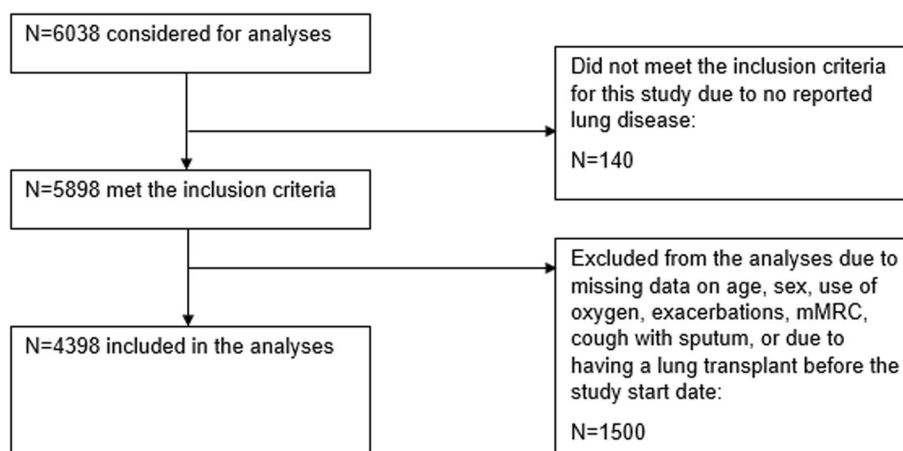 N=6038 considered for analyses
Did not meet the inclusion criteria
for this study due to no reported
lung disease:
N=140
N=5898 met the inclusion criteria
Excluded from the analyses due to
missing data on age, sex, use of
oxygen, exacerbations, mMRC,
cough with sputum, or due to
having a lung transplant before the
study start date:
N=1500
N=4398 included in the analyses